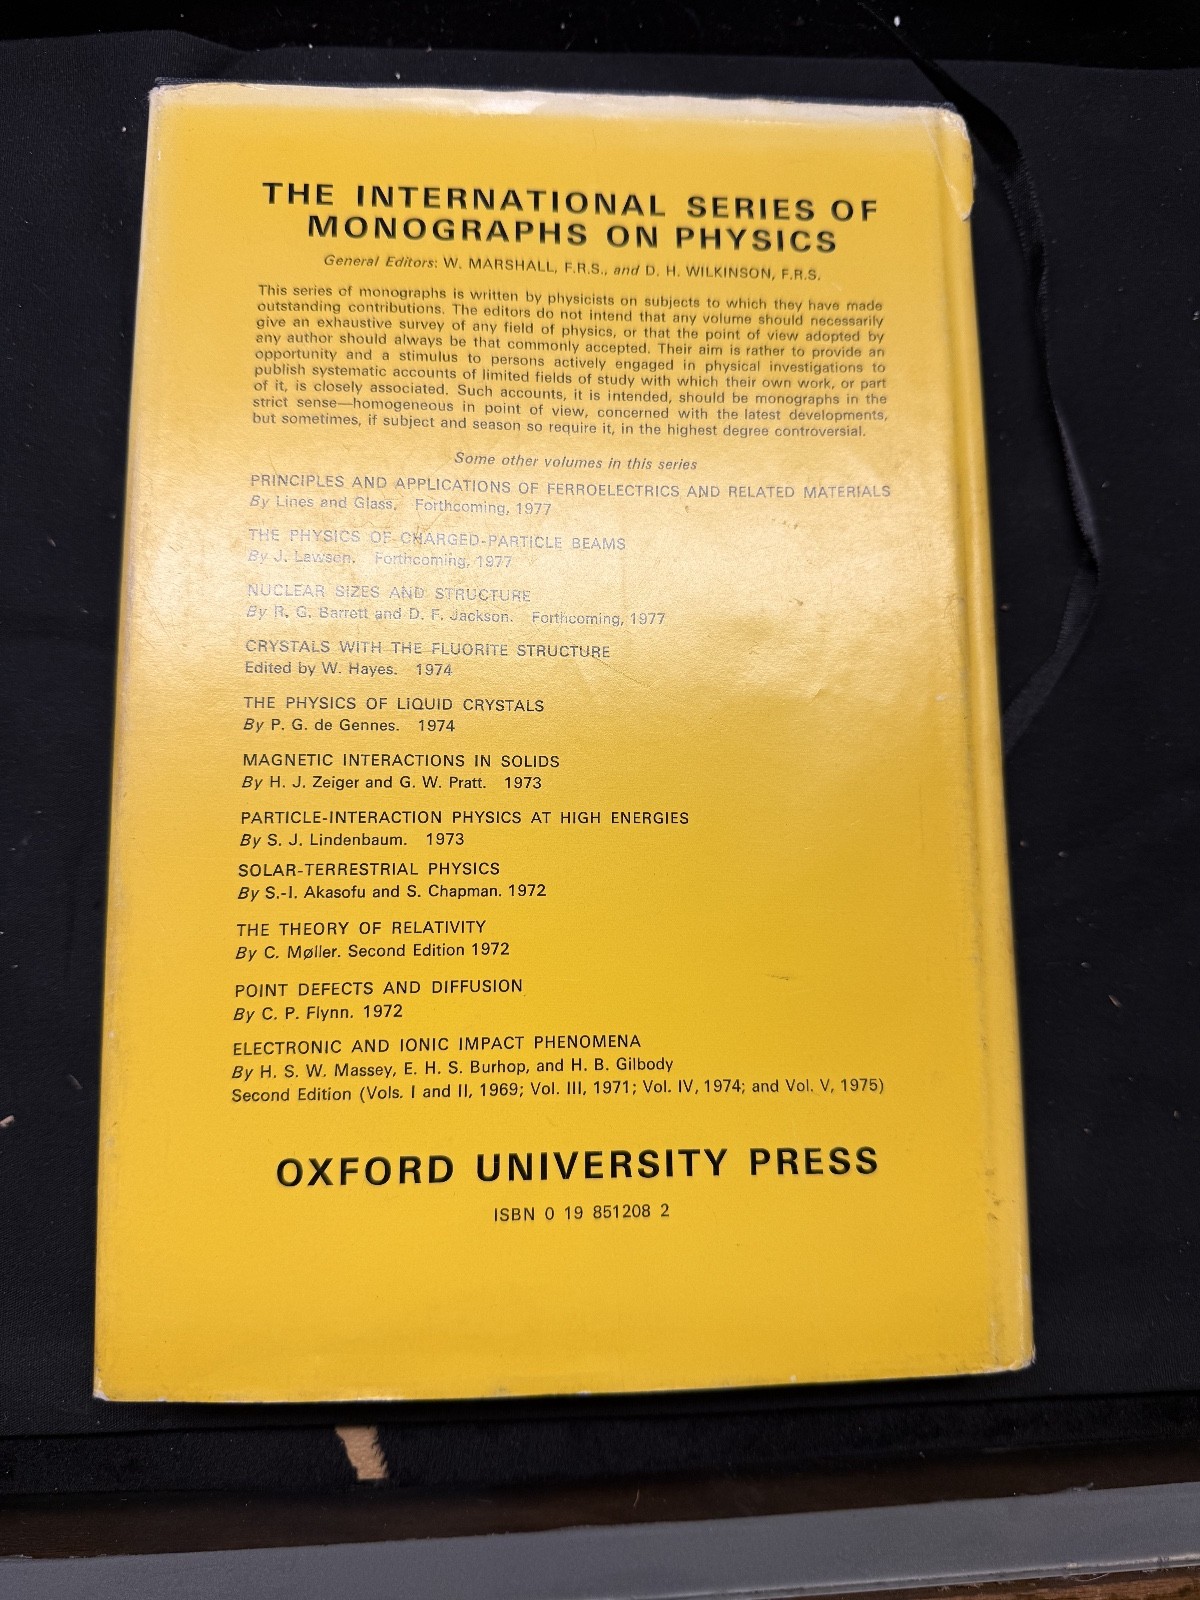 THE INTERNATIONAL SERIES OF
MONOGRAPHS ON PHYSICS
General Editors: W. MARSHALL, F.R.S., and D. H. WILKINSON, F.R.S.
This series of monographs is written by physicists on subjects to which they have made
outstanding contributions. The editors do not intend that any volume should necessarily
give an exhaustive survey of any field of physics, or that the point of view adopted by
any author should always be that commonly accepted. Their aim is rather to provide an
opportunity and a stimulus to persons actively engaged in physical investigations to
publish systematic accounts of limited fields of study with which their own work, or part
of it, is closely associated. Such accounts, it is intended, should be monographs in the
strict sense—homogeneous in point of view, concerned with the latest developments,
but sometimes, if subject and season so require it, in the highest degree controversial.
Some other volumes in this series
PRINCIPLES AND APPLICATIONS OF FERROELECTRICS AND RELATED MATERIALS
By Lines and Glass. Forthcoming, 1977
THE PHYSICS OF CHARGED-PARTICLE BEAMS
By J. Lawson. Forthcoming, 1977
NUCLEAR SIZES AND STRUCTURE
By R. G. Barrett and D. F. Jackson. Forthcoming, 1977
CRYSTALS WITH THE FLUORITE STRUCTURE
Edited by W. Hayes. 1974
THE PHYSICS OF LIQUID CRYSTALS
By P. G. de Gennes. 1974
MAGNETIC INTERACTIONS IN SOLIDS
By H. J. Zeiger and G. W. Pratt. 1973
PARTICLE-INTERACTION PHYSICS AT HIGH ENERGIES
By S. J. Lindenbaum. 1973
SOLAR-TERRESTRIAL PHYSICS
By S.-I. Akasofu and S. Chapman. 1972
THE THEORY OF RELATIVITY
By C. Møller. Second Edition 1972
POINT DEFECTS AND DIFFUSION
By C. P. Flynn. 1972
ELECTRONIC AND IONIC IMPACT PHENOMENA
By H. S. W. Massey, E. H. S. Burhop, and H. B. Gilbody
Second Edition (Vols. I and II, 1969; Vol. III, 1971; Vol. IV, 1974; and Vol. V, 1975)
OXFORD UNIVERSITY PRESS
ISBN 0 19 851208 2